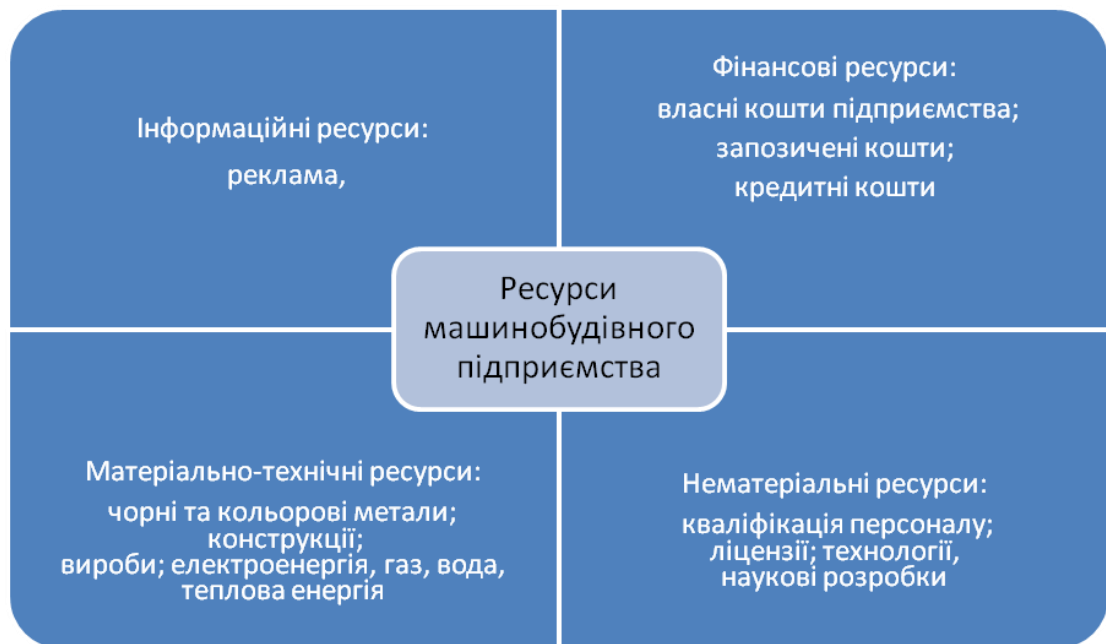 Інформаційні ресурси:
реклама,
Фінансові ресурси:
власні кошти підприємства;
запозичені кошти;
кредитні кошти
Ресурси
машинобудівного
підприємства
Матеріально-технічні ресурси:
чорні та кольорові метали;
конструкції;
вироби; електроенергія, газ, вода,
теплова енергія
Нематеріальні ресурси:
кваліфікація персоналу;
ліцензії; технології,
наукові розробки